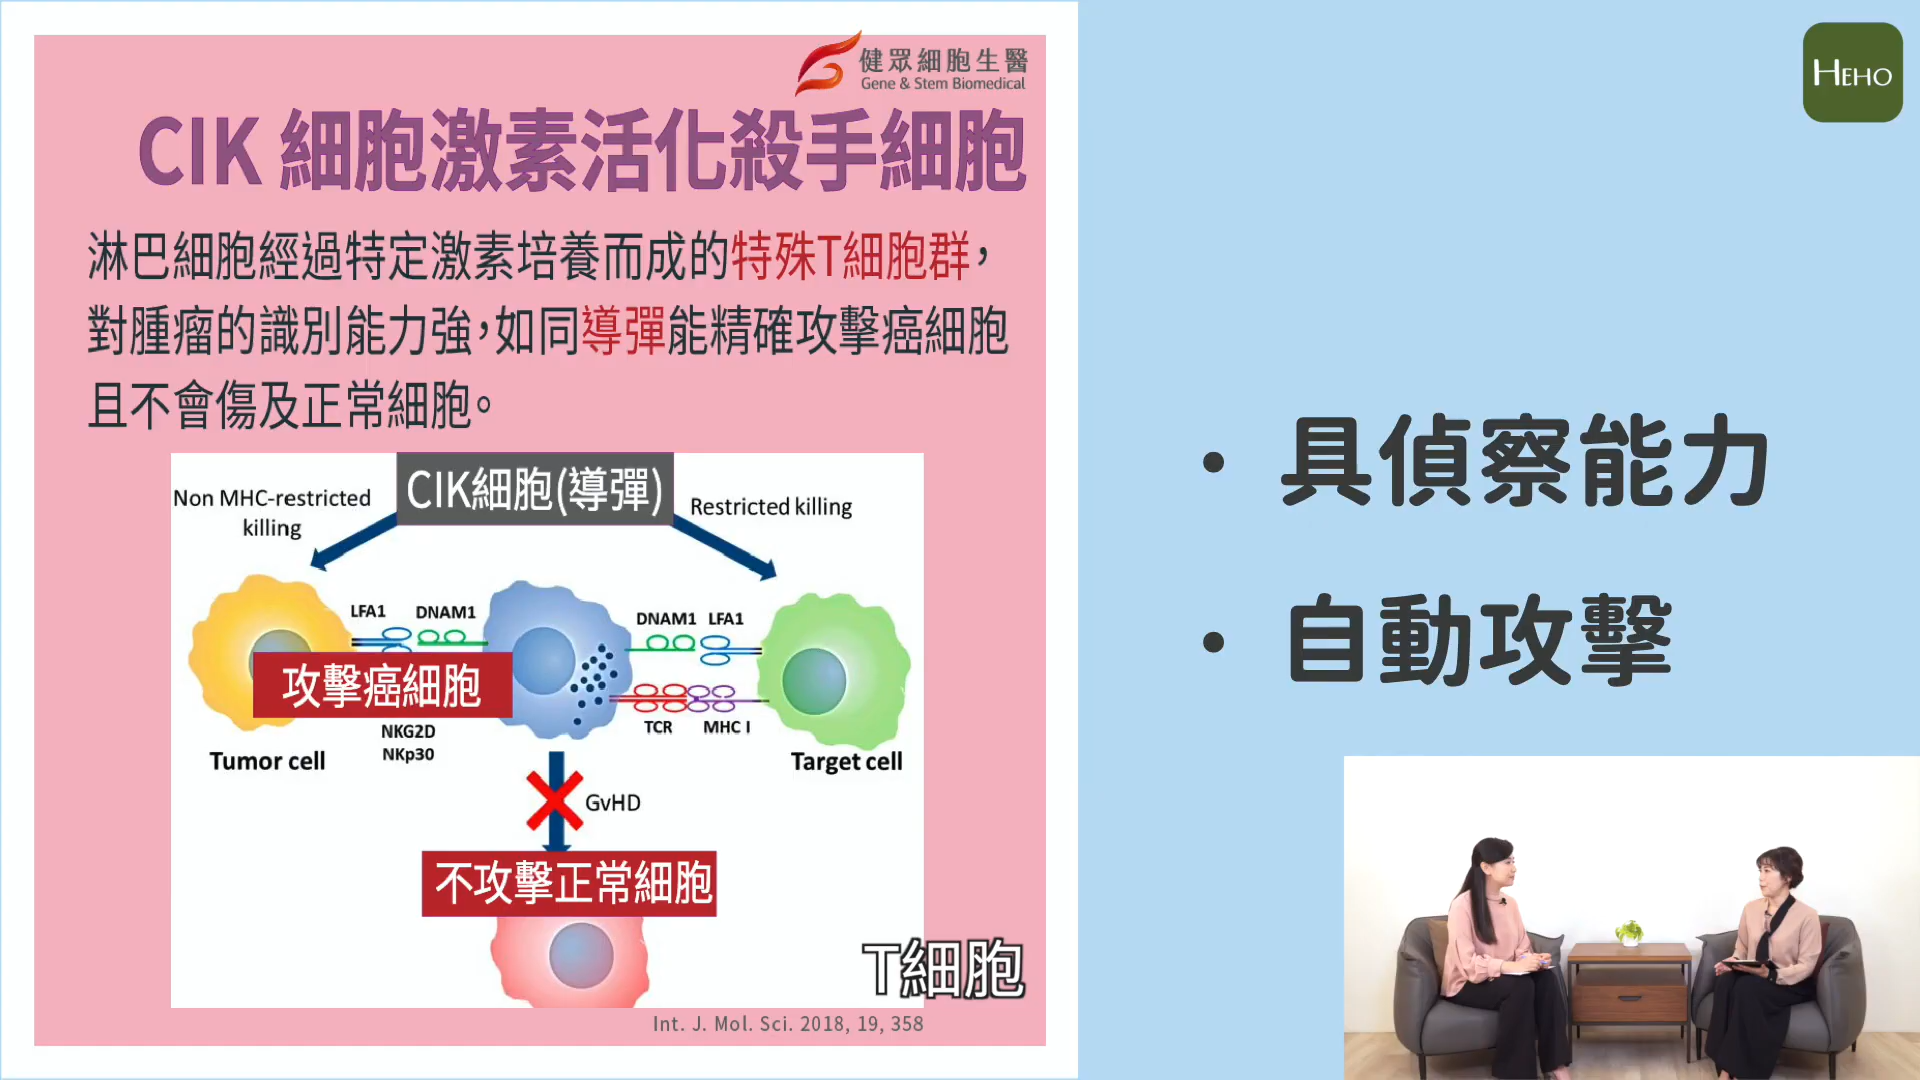 健眾細胞生醫
Gene & Stem Biomedical
HEHO
CIK 細胞激素活化殺手細胞
淋巴細胞經過特定激素培養而成的特殊T細胞群，
對腫瘤的識別能力強，如同導彈能精確攻擊癌細胞
且不會傷及正常細胞。
CIK細胞(導彈)
Non MHC-restricted
killing
Restricted killing
LFA1
DNAM1
DNAM1
LFA1
攻擊癌細胞
NKG2D
NKp30
TCR
MHC I
Tumor cell
Target cell
GvHD
不攻擊正常細胞
T細胞
Int. J. Mol. Sci. 2018, 19, 358
• 具偵察能力
• 自動攻擊